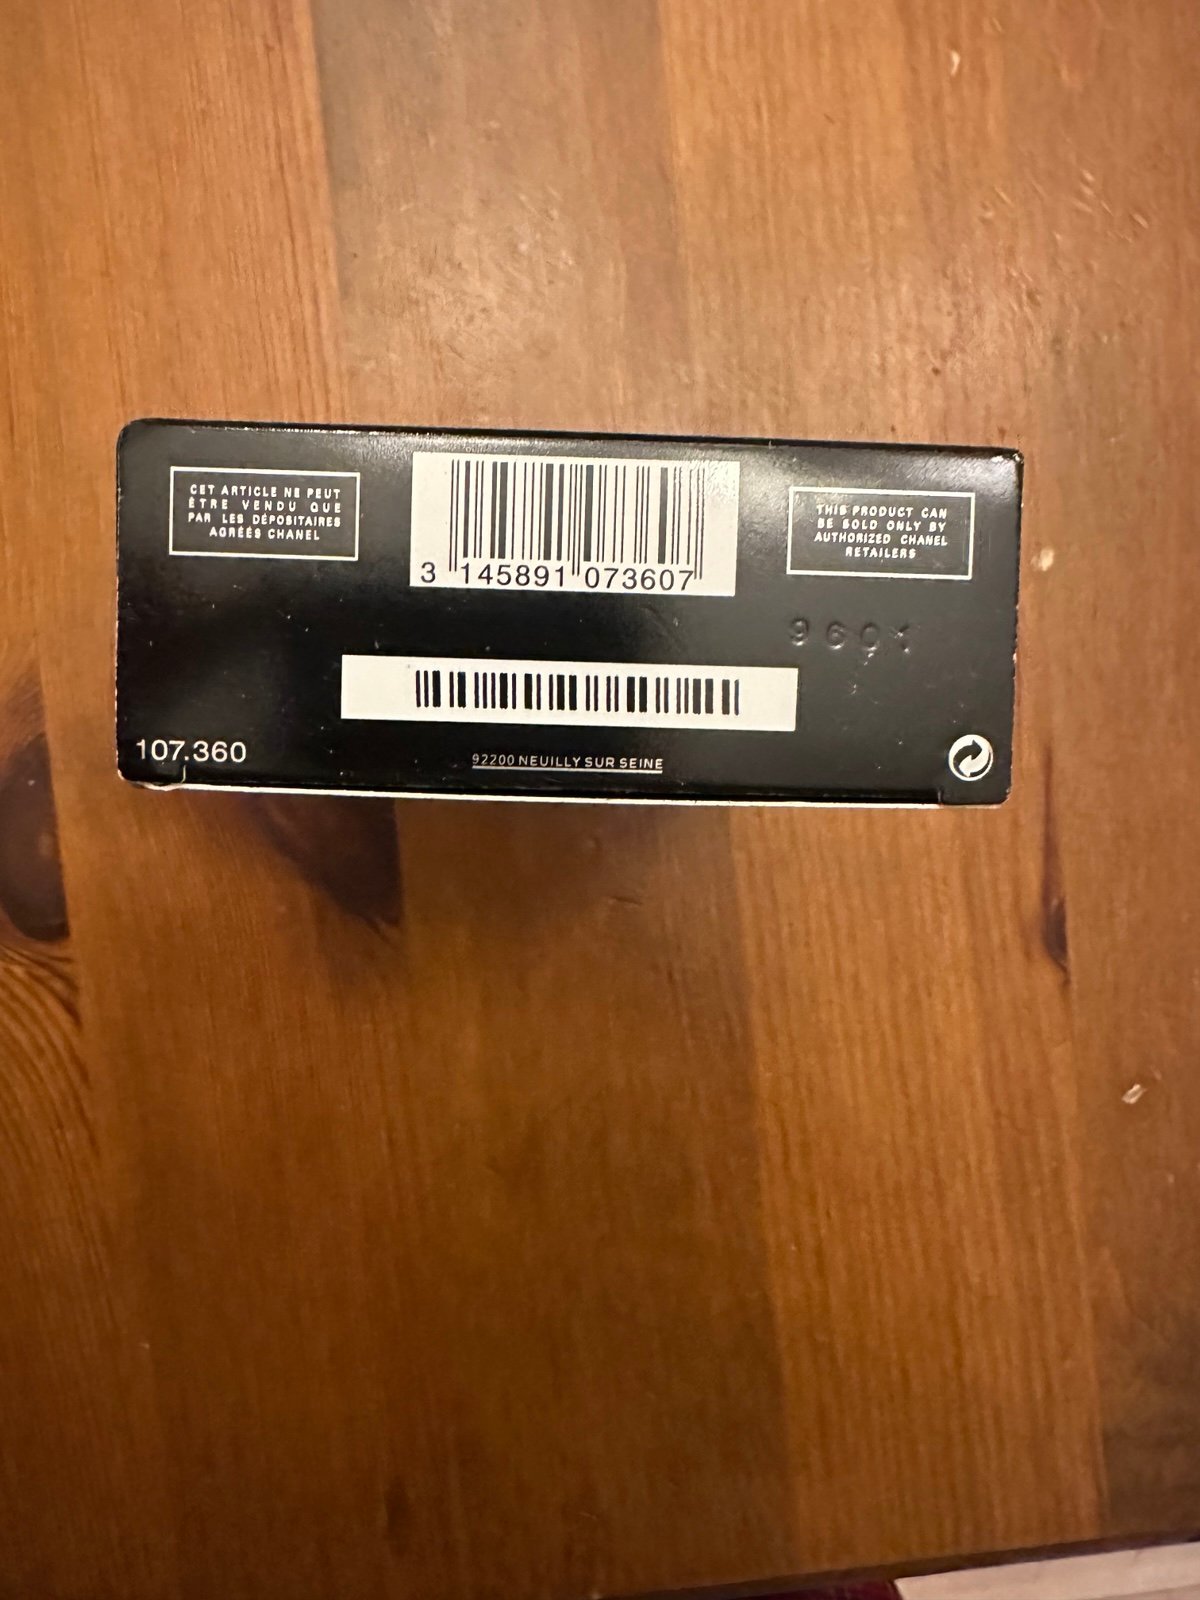 CET ARTICLE NE PEUT
ÊTRE VENDU QUE
PAR LES DÉPOSITAIRES
AGRÉÉS CHANEL
3 145891 073607
THIS PRODUCT CAN
BE SOLD ONLY BY
AUTHORIZED CHANEL
RETAILERS
107.360
92200 NEUILLY SUR SEINE